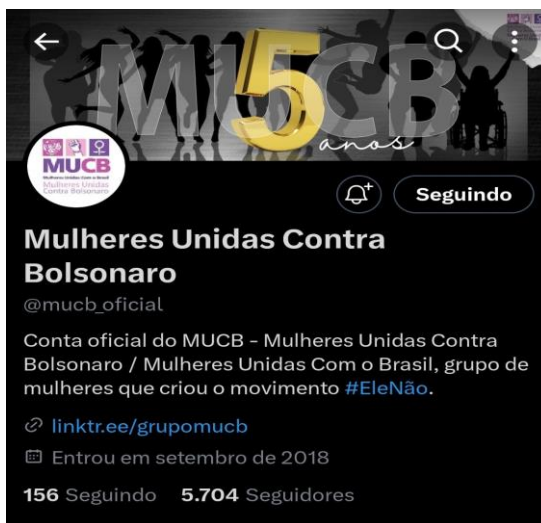 MUCB
5
anos
MUCB
Mulheres Unidas Com o Brasil
Mulheres Unidas
Contra Bolsonaro
Seguindo
Mulheres Unidas Contra
Bolsonaro
@mucb_oficial
Conta oficial do MUCB - Mulheres Unidas Contra
Bolsonaro / Mulheres Unidas Com o Brasil, grupo de
mulheres que criou o movimento #EleNão.
linktr.ee/grupomucb
Entrou em setembro de 2018
156 Seguindo 5.704 Seguidores